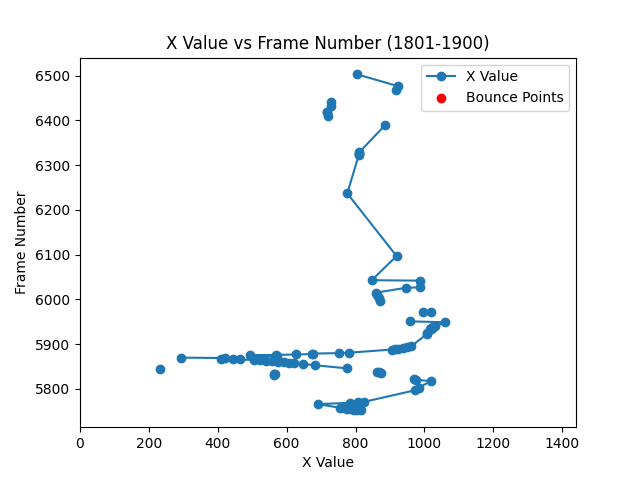 X Value vs Frame Number (1801-1900)
X Value
Bounce Points
Frame Number
6500
6400
6300
6200
6100
6000
5900
5800
0 200 400 600 800 1000 1200 1400
X Value